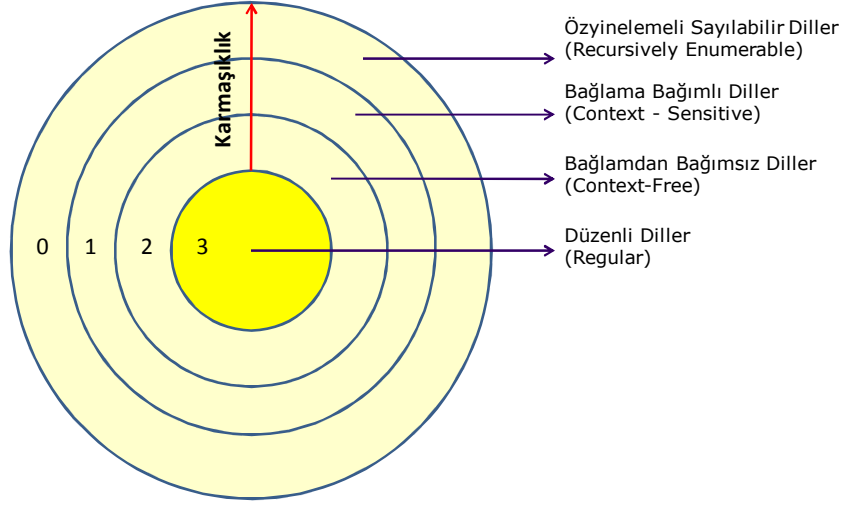 Özyinelemeli Sayılabilir Diller
(Recursively Enumerable)
Karmaşıklık
Bağlama Bağımlı Diller
(Context - Sensitive)
Bağlamdan Bağımsız Diller
(Context-Free)
0 1 2 3
Düzenli Diller
(Regular)